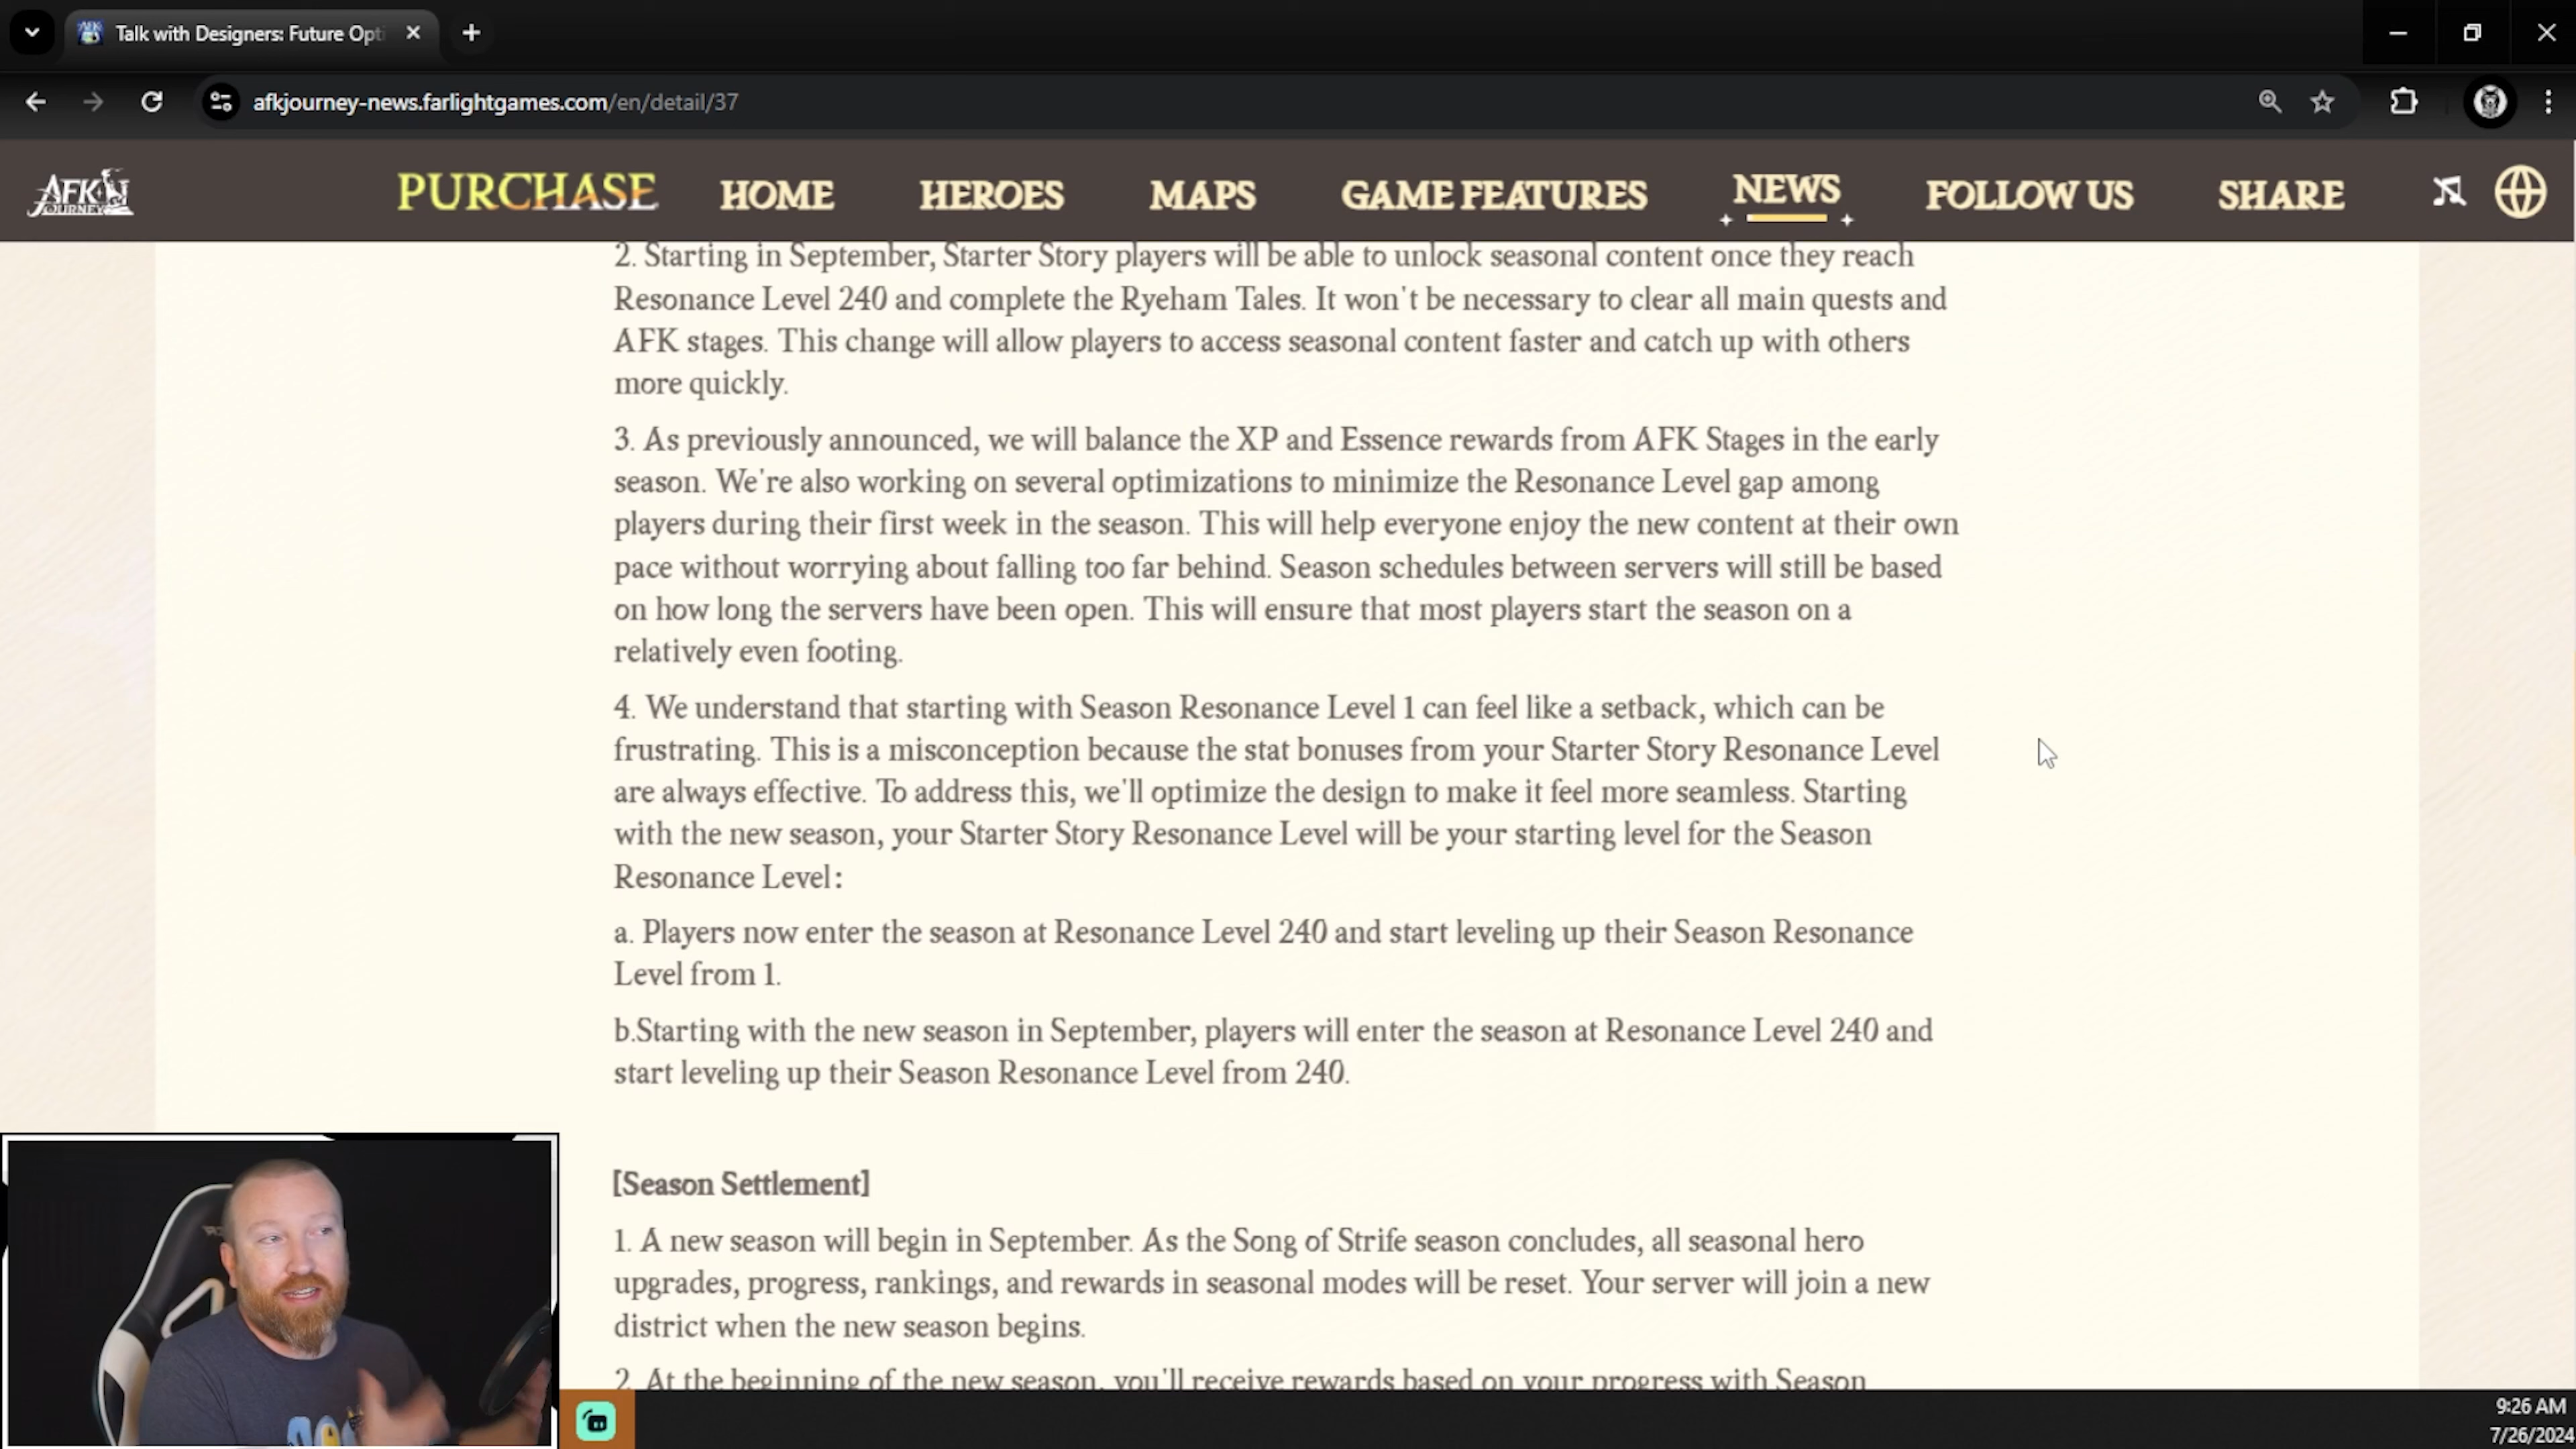 Talk with Designers: Future Opti
afkjourney-news.farlightgames.com/en/detail/37
AFK JOURNEY
PURCHASE
HOME
HEROES
MAPS
GAME FEATURES
NEWS
FOLLOW US
SHARE
2. Starting in September, Starter Story players will be able to unlock seasonal content once they reach
Resonance Level 240 and complete the Ryeham Tales. It won't be necessary to clear all main quests and
AFK stages. This change will allow players to access seasonal content faster and catch up with others
more quickly.
3. As previously announced, we will balance the XP and Essence rewards from AFK Stages in the early
season. We're also working on several optimizations to minimize the Resonance Level gap among
players during their first week in the season. This will help everyone enjoy the new content at their own
pace without worrying about falling too far behind. Season schedules between servers will still be based
on how long the servers have been open. This will ensure that most players start the season on a
relatively even footing.
4. We understand that starting with Season Resonance Level 1 can feel like a setback, which can be
frustrating. This is a misconception because the stat bonuses from your Starter Story Resonance Level
are always effective. To address this, we'll optimize the design to make it feel more seamless. Starting
with the new season, your Starter Story Resonance Level will be your starting level for the Season
Resonance Level:
a. Players now enter the season at Resonance Level 240 and start leveling up their Season Resonance
Level from 1.
b.Starting with the new season in September, players will enter the season at Resonance Level 240 and
start leveling up their Season Resonance Level from 240.
[Season Settlement]
1. A new season will begin in September. As the Song of Strife season concludes, all seasonal hero
upgrades, progress, rankings, and rewards in seasonal modes will be reset. Your server will join a new
district when the new season begins.
2. At the beginning of the new season, you'll receive rewards based on your progress with Season
9:26 AM
7/26/2024